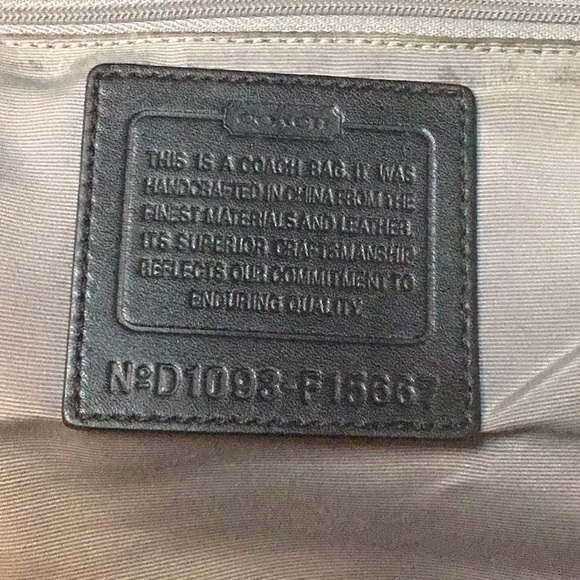 COACH
THIS IS A COACH BAG. IT WAS
HANDCRAFTED IN CHINA FROM THE
FINEST MATERIALS AND LEATHER.
ITS SUPERIOR CRAFTSMANSHIP
REFLECTS OUR COMMITMENT TO
ENDURING QUALITY.
NºD1093-F15667